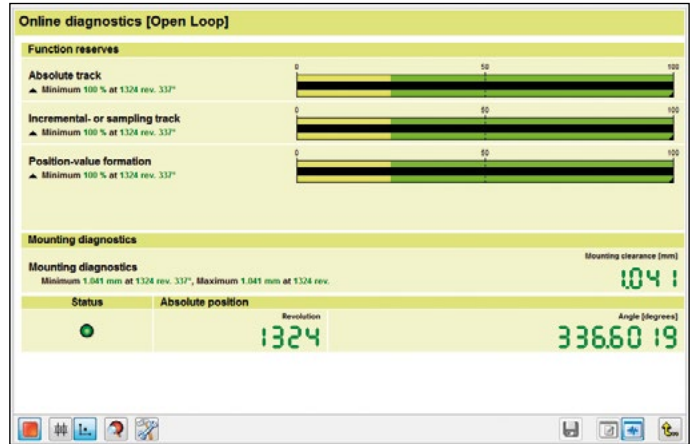 Online diagnostics [Open Loop]
Function reserves
Absolute track
0 50 100
▲ Minimum 100 % at 1324 rev. 337°
Incremental- or sampling track
0 50 100
▲ Minimum 100 % at 1324 rev. 337°
Position-value formation
0 50 100
▲ Minimum 100 % at 1324 rev. 337°
Mounting diagnostics
Mounting clearance [mm]
Mounting diagnostics
1.041
Minimum 1.041 mm at 1324 rev. 337°, Maximum 1.041 mm at 1324 rev.
Status Absolute position
Revolution Angle [degrees]
1324 336.6019